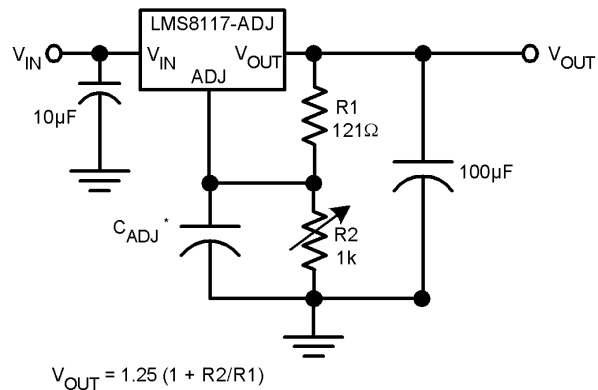 LMS8117-ADJ
V_IN
V_IN
V_OUT
V_OUT
ADJ
10µF
R1
121Ω
100µF
C_ADJ *
R2
1k
V_OUT = 1.25 (1 + R2/R1)